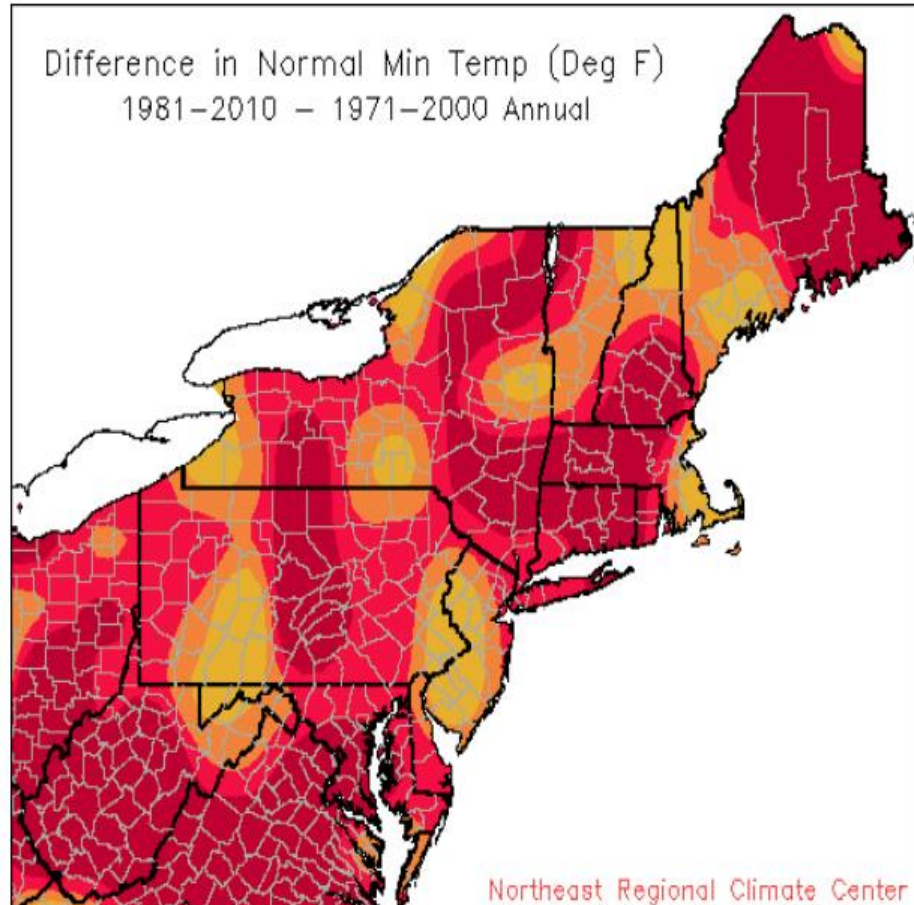 Difference in Normal Min Temp (Deg F)
1981-2010 - 1971-2000 Annual
Northeast Regional Climate Center